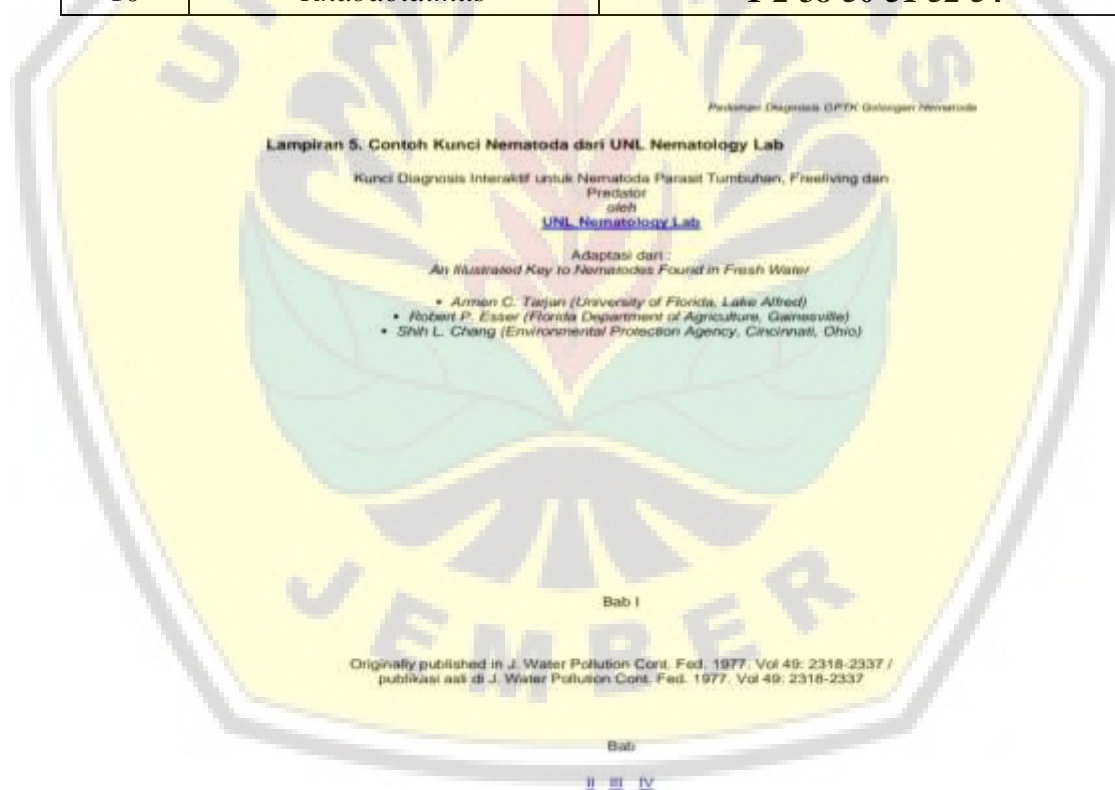 Pedoman Diagnosis OPTK Golongan Nematoda
Lampiran 5. Contoh Kunci Nematoda dari UNL Nematology Lab
Kunci Diagnosis Interaktif untuk Nematoda Parasit Tumbuhan, Freeliving dan
Predator
oleh
UNL Nematology Lab
Adaptasi dari :
An Illustrated Key to Nematodes Found in Fresh Water
• Armen C. Tarjan (University of Florida, Lake Alfred)
• Robert P. Esser (Florida Department of Agriculture, Gainesville)
• Shih L. Chang (Environmental Protection Agency, Cincinnati, Ohio)
Bab I
JEMBER
Originally published in J. Water Pollution Cont. Fed. 1977. Vol 49: 2318-2337 /
publikasi asli di J. Water Pollution Cont. Fed. 1977. Vol 49: 2318-2337
Bab
II III IV